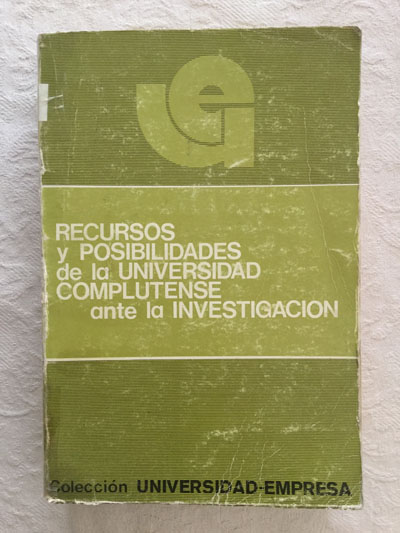 RECURSOS
y POSIBILIDADES
de la UNIVERSIDAD
COMPLUTENSE
ante la INVESTIGACION
Colección UNIVERSIDAD-EMPRESA